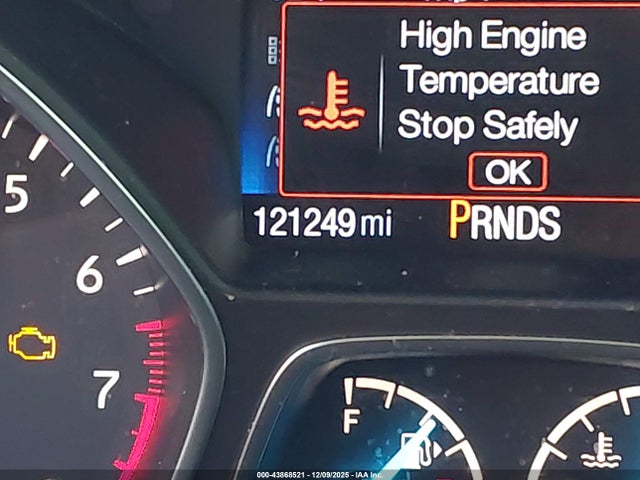 High Engine
Temperature
Stop Safely
OK
121249 mi PRNDS
5
6
7
F
000-43868521 - 12/09/2025 - IAA Inc.